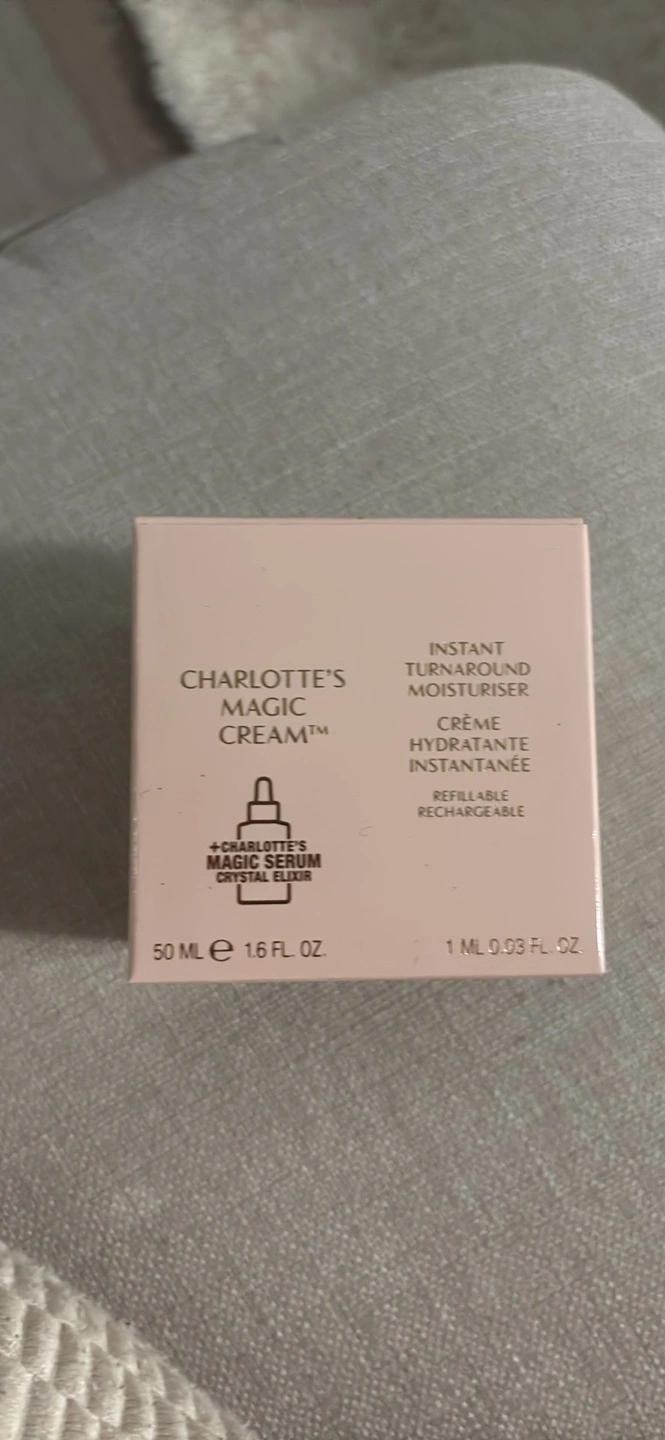 CHARLOTTE'S
MAGIC
CREAM™
+CHARLOTTE'S
MAGIC SERUM
CRYSTAL ELIXIR
50 ML ℮ 1.6 FL. OZ.
INSTANT
TURNAROUND
MOISTURISER
CRÈME
HYDRATANTE
INSTANTANÉE
REFILLABLE
RECHARGEABLE
1 ML 0.03 FL. OZ.